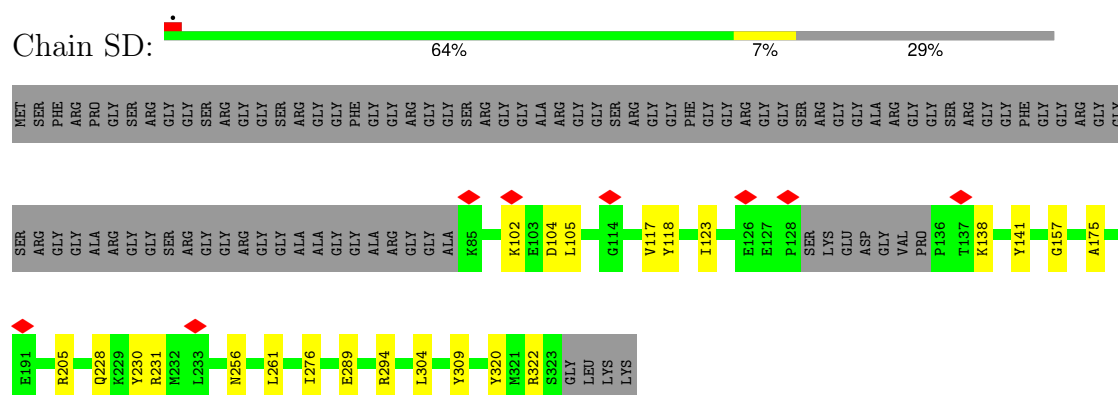 Chain SD:
64% 7% 29%
MET SER PHE ARG PRO GLY SER ARG GLY GLY SER ARG GLY GLY SER ARG GLY GLY PHE GLY GLY ARG GLY GLY SER ARG GLY GLY ALA ARG GLY GLY SER ARG GLY GLY PHE GLY GLY ARG GLY GLY SER ARG GLY GLY ALA ARG GLY GLY SER ARG GLY GLY PHE GLY GLY ARG GLY
SER ARG GLY GLY ALA ARG GLY GLY SER ARG GLY GLY ARG GLY GLY ALA ALA GLY GLY ALA ARG GLY GLY ALA K85 K102 E103 D104 L105 G114 V117 Y118 I123 E126 E127 P128 SER LYS GLU ASP GLY VAL PRO P136 T137 K138 Y141 G157 A175
E191 R205 Q228 K229 Y230 R231 M232 L233 N256 L261 I276 E289 R294 L304 Y309 Y320 M321 R322 S323 GLY LEU LYS LYS